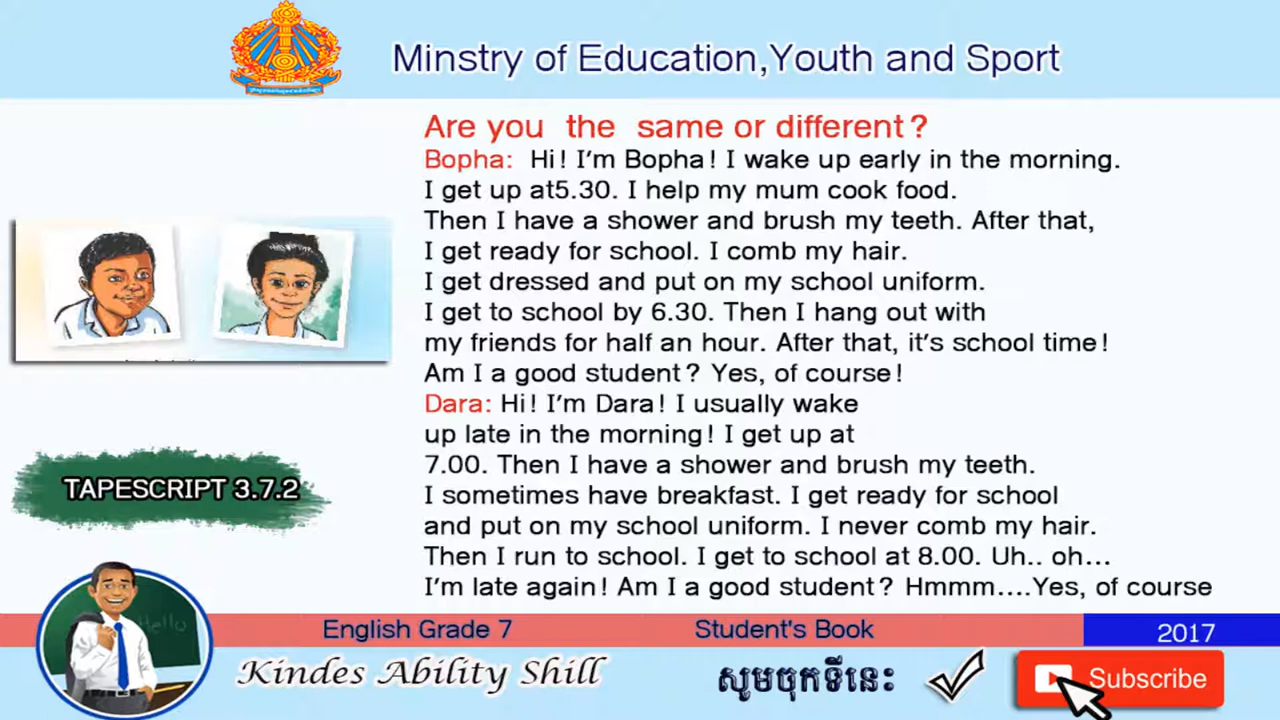 Minstry of Education,Youth and Sport
Are you the same or different?
Bopha: Hi! I'm Bopha! I wake up early in the morning.
I get up at5.30. I help my mum cook food.
Then I have a shower and brush my teeth. After that,
I get ready for school. I comb my hair.
I get dressed and put on my school uniform.
I get to school by 6.30. Then I hang out with
my friends for half an hour. After that, it's school time!
Am I a good student? Yes, of course!
Dara: Hi! I'm Dara! I usually wake
up late in the morning! I get up at
7.00. Then I have a shower and brush my teeth.
I sometimes have breakfast. I get ready for school
and put on my school uniform. I never comb my hair.
Then I run to school. I get to school at 8.00. Uh.. oh...
I'm late again! Am I a good student? Hmmm....Yes, of course
TAPESCRIPT 3.7.2
Hello
English Grade 7
Student's Book
2017
Kindes Ability Shill
សូមចុកទីនេះ
Subscribe